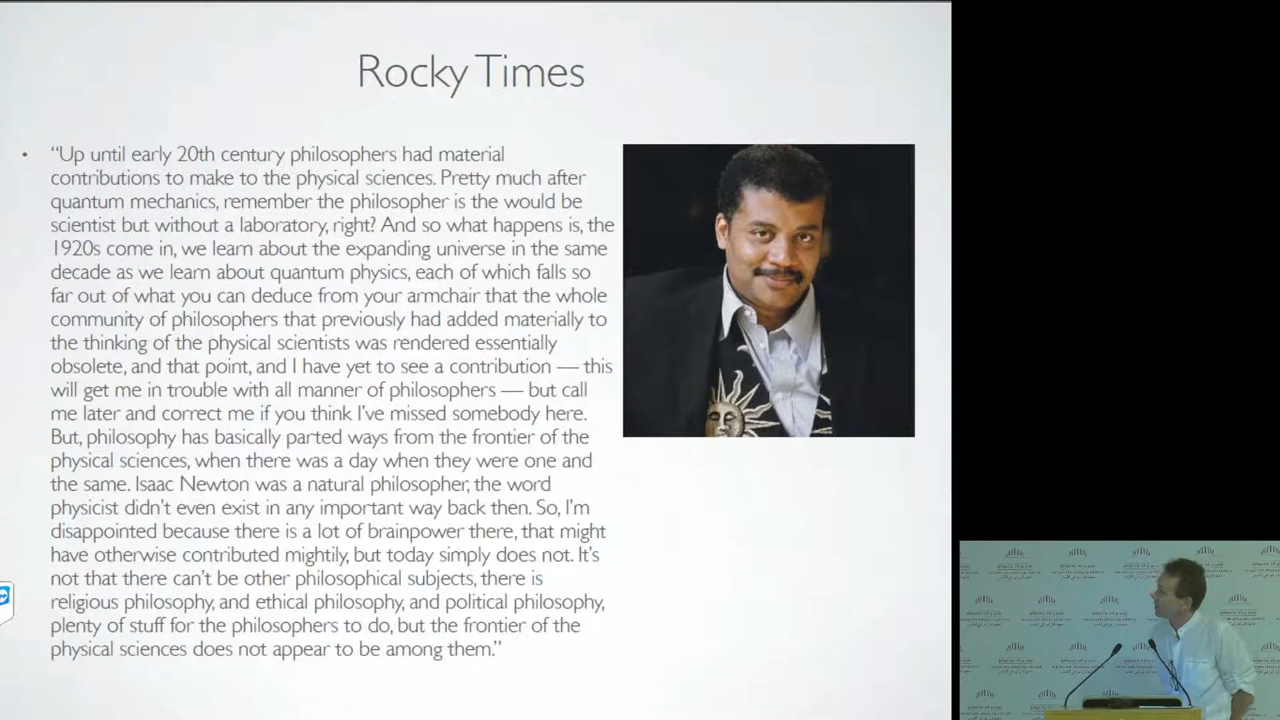 Rocky Times
• “Up until early 20th century philosophers had material
contributions to make to the physical sciences. Pretty much after
quantum mechanics, remember the philosopher is the would be
scientist but without a laboratory, right? And so what happens is, the
1920s come in, we learn about the expanding universe in the same
decade as we learn about quantum physics, each of which falls so
far out of what you can deduce from your armchair that the whole
community of philosophers that previously had added materially to
the thinking of the physical scientists was rendered essentially
obsolete, and that point, and I have yet to see a contribution — this
will get me in trouble with all manner of philosophers — but call
me later and correct me if you think I’ve missed somebody here.
But, philosophy has basically parted ways from the frontier of the
physical sciences, when there was a day when they were one and
the same. Isaac Newton was a natural philosopher, the word
physicist didn’t even exist in any important way back then. So, I’m
disappointed because there is a lot of brainpower there, that might
have otherwise contributed mightily, but today simply does not. It’s
not that there can’t be other philosophical subjects, there is
religious philosophy, and ethical philosophy, and political philosophy,
plenty of stuff for the philosophers to do, but the frontier of the
physical sciences does not appear to be among them.”